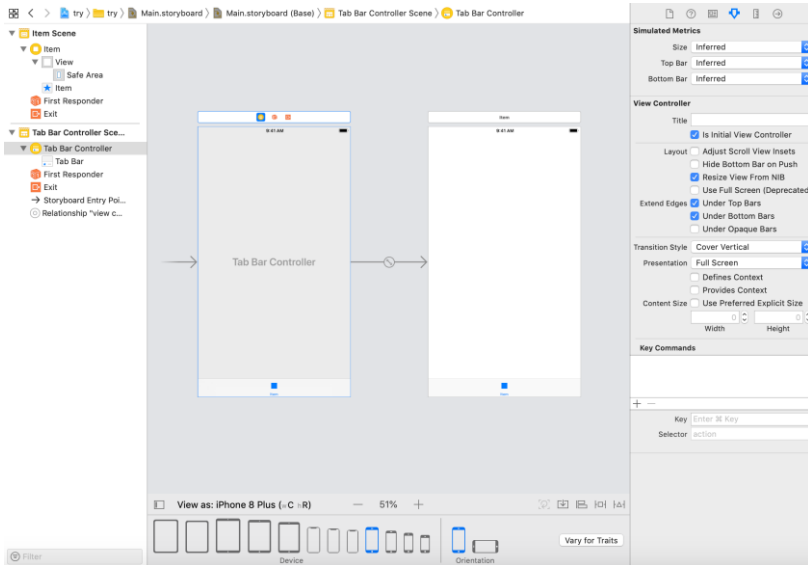 try
try
Main.storyboard
Main.storyboard (Base)
Tab Bar Controller Scene
Tab Bar Controller
Item Scene
Item
View
Safe Area
Item
First Responder
Exit
Tab Bar Controller Sce...
Tab Bar Controller
Tab Bar
First Responder
Exit
Storyboard Entry Poi...
Relationship "view c...
Filter
9:41 AM
Tab Bar Controller
Item
Item
9:41 AM
Item
View as: iPhone 8 Plus (wC hR)
51%
Device
Orientation
Vary for Traits
Simulated Metrics
Size Inferred
Top Bar Inferred
Bottom Bar Inferred
View Controller
Title
Is Initial View Controller
Layout Adjust Scroll View Insets
Hide Bottom Bar on Push
Resize View From NIB
Use Full Screen (Deprecated
Extend Edges Under Top Bars
Under Bottom Bars
Under Opaque Bars
Transition Style Cover Vertical
Presentation Full Screen
Defines Context
Provides Context
Content Size Use Preferred Explicit Size
0 0
Width Height
Key Commands
Key Enter ⌘ Key
Selector action